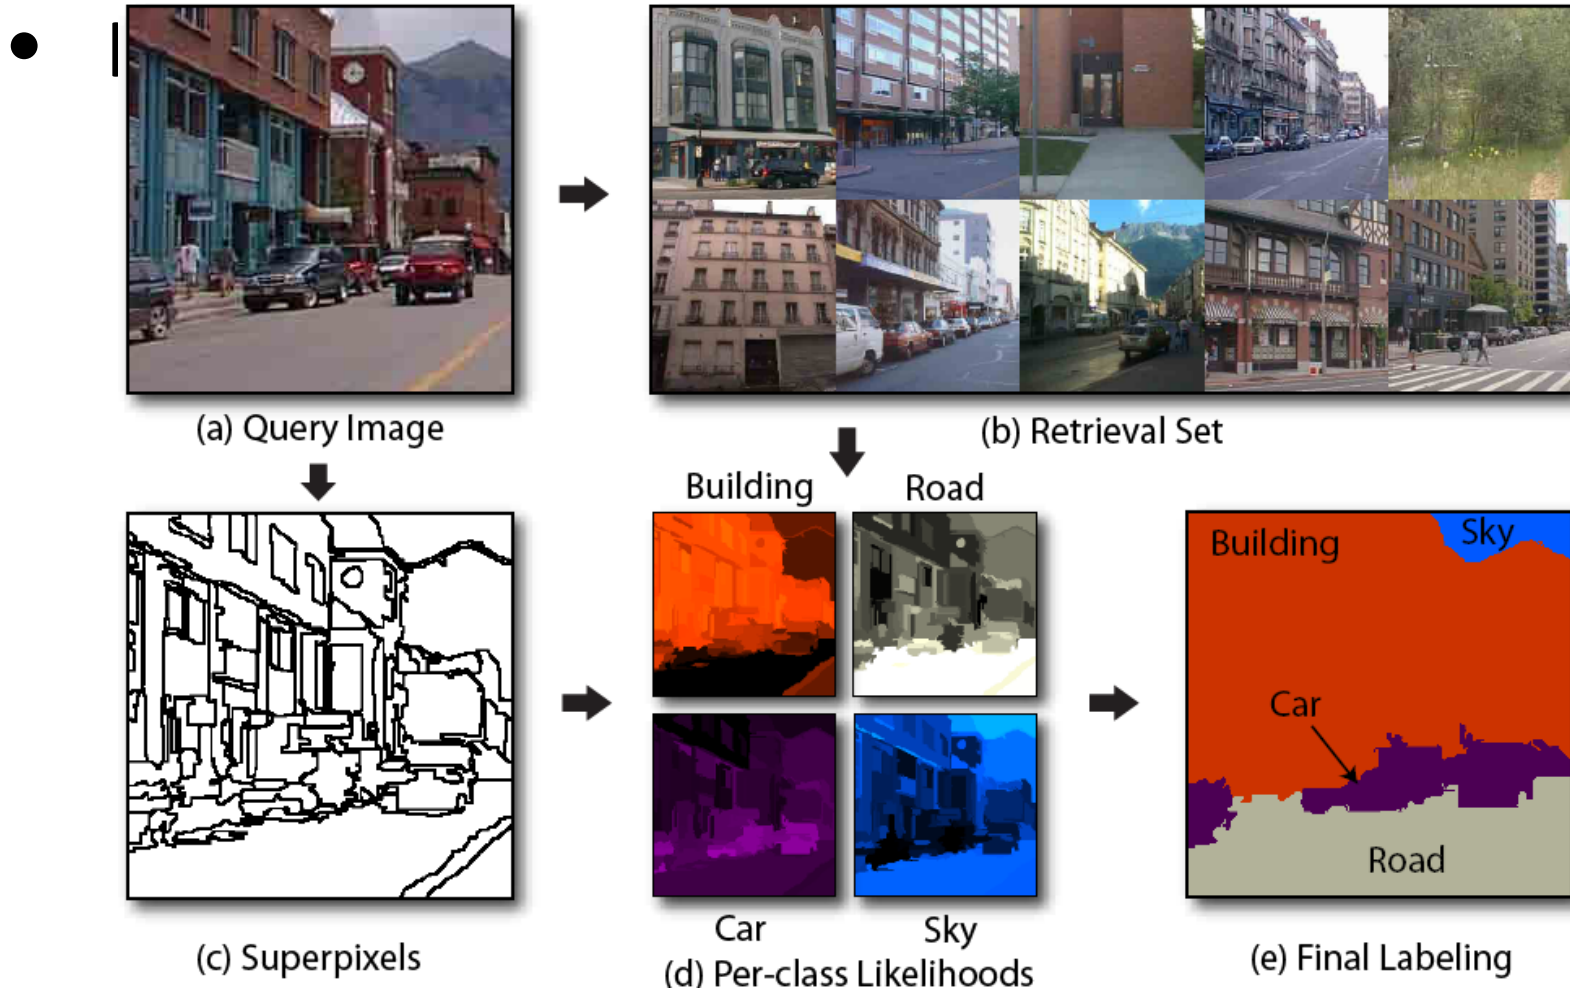 (a) Query Image
(b) Retrieval Set
Building
Road
Building
Sky
Car
Road
Car
Sky
(c) Superpixels
(d) Per-class Likelihoods
(e) Final Labeling